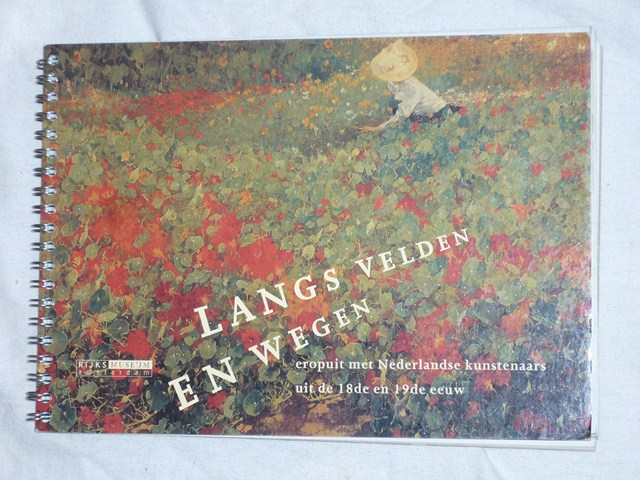 LANGS VELDEN
EN WEGEN
eropuit met Nederlandse kunstenaars
uit de 18de en 19de eeuw
RIJKSMUSEUM
amsterdam